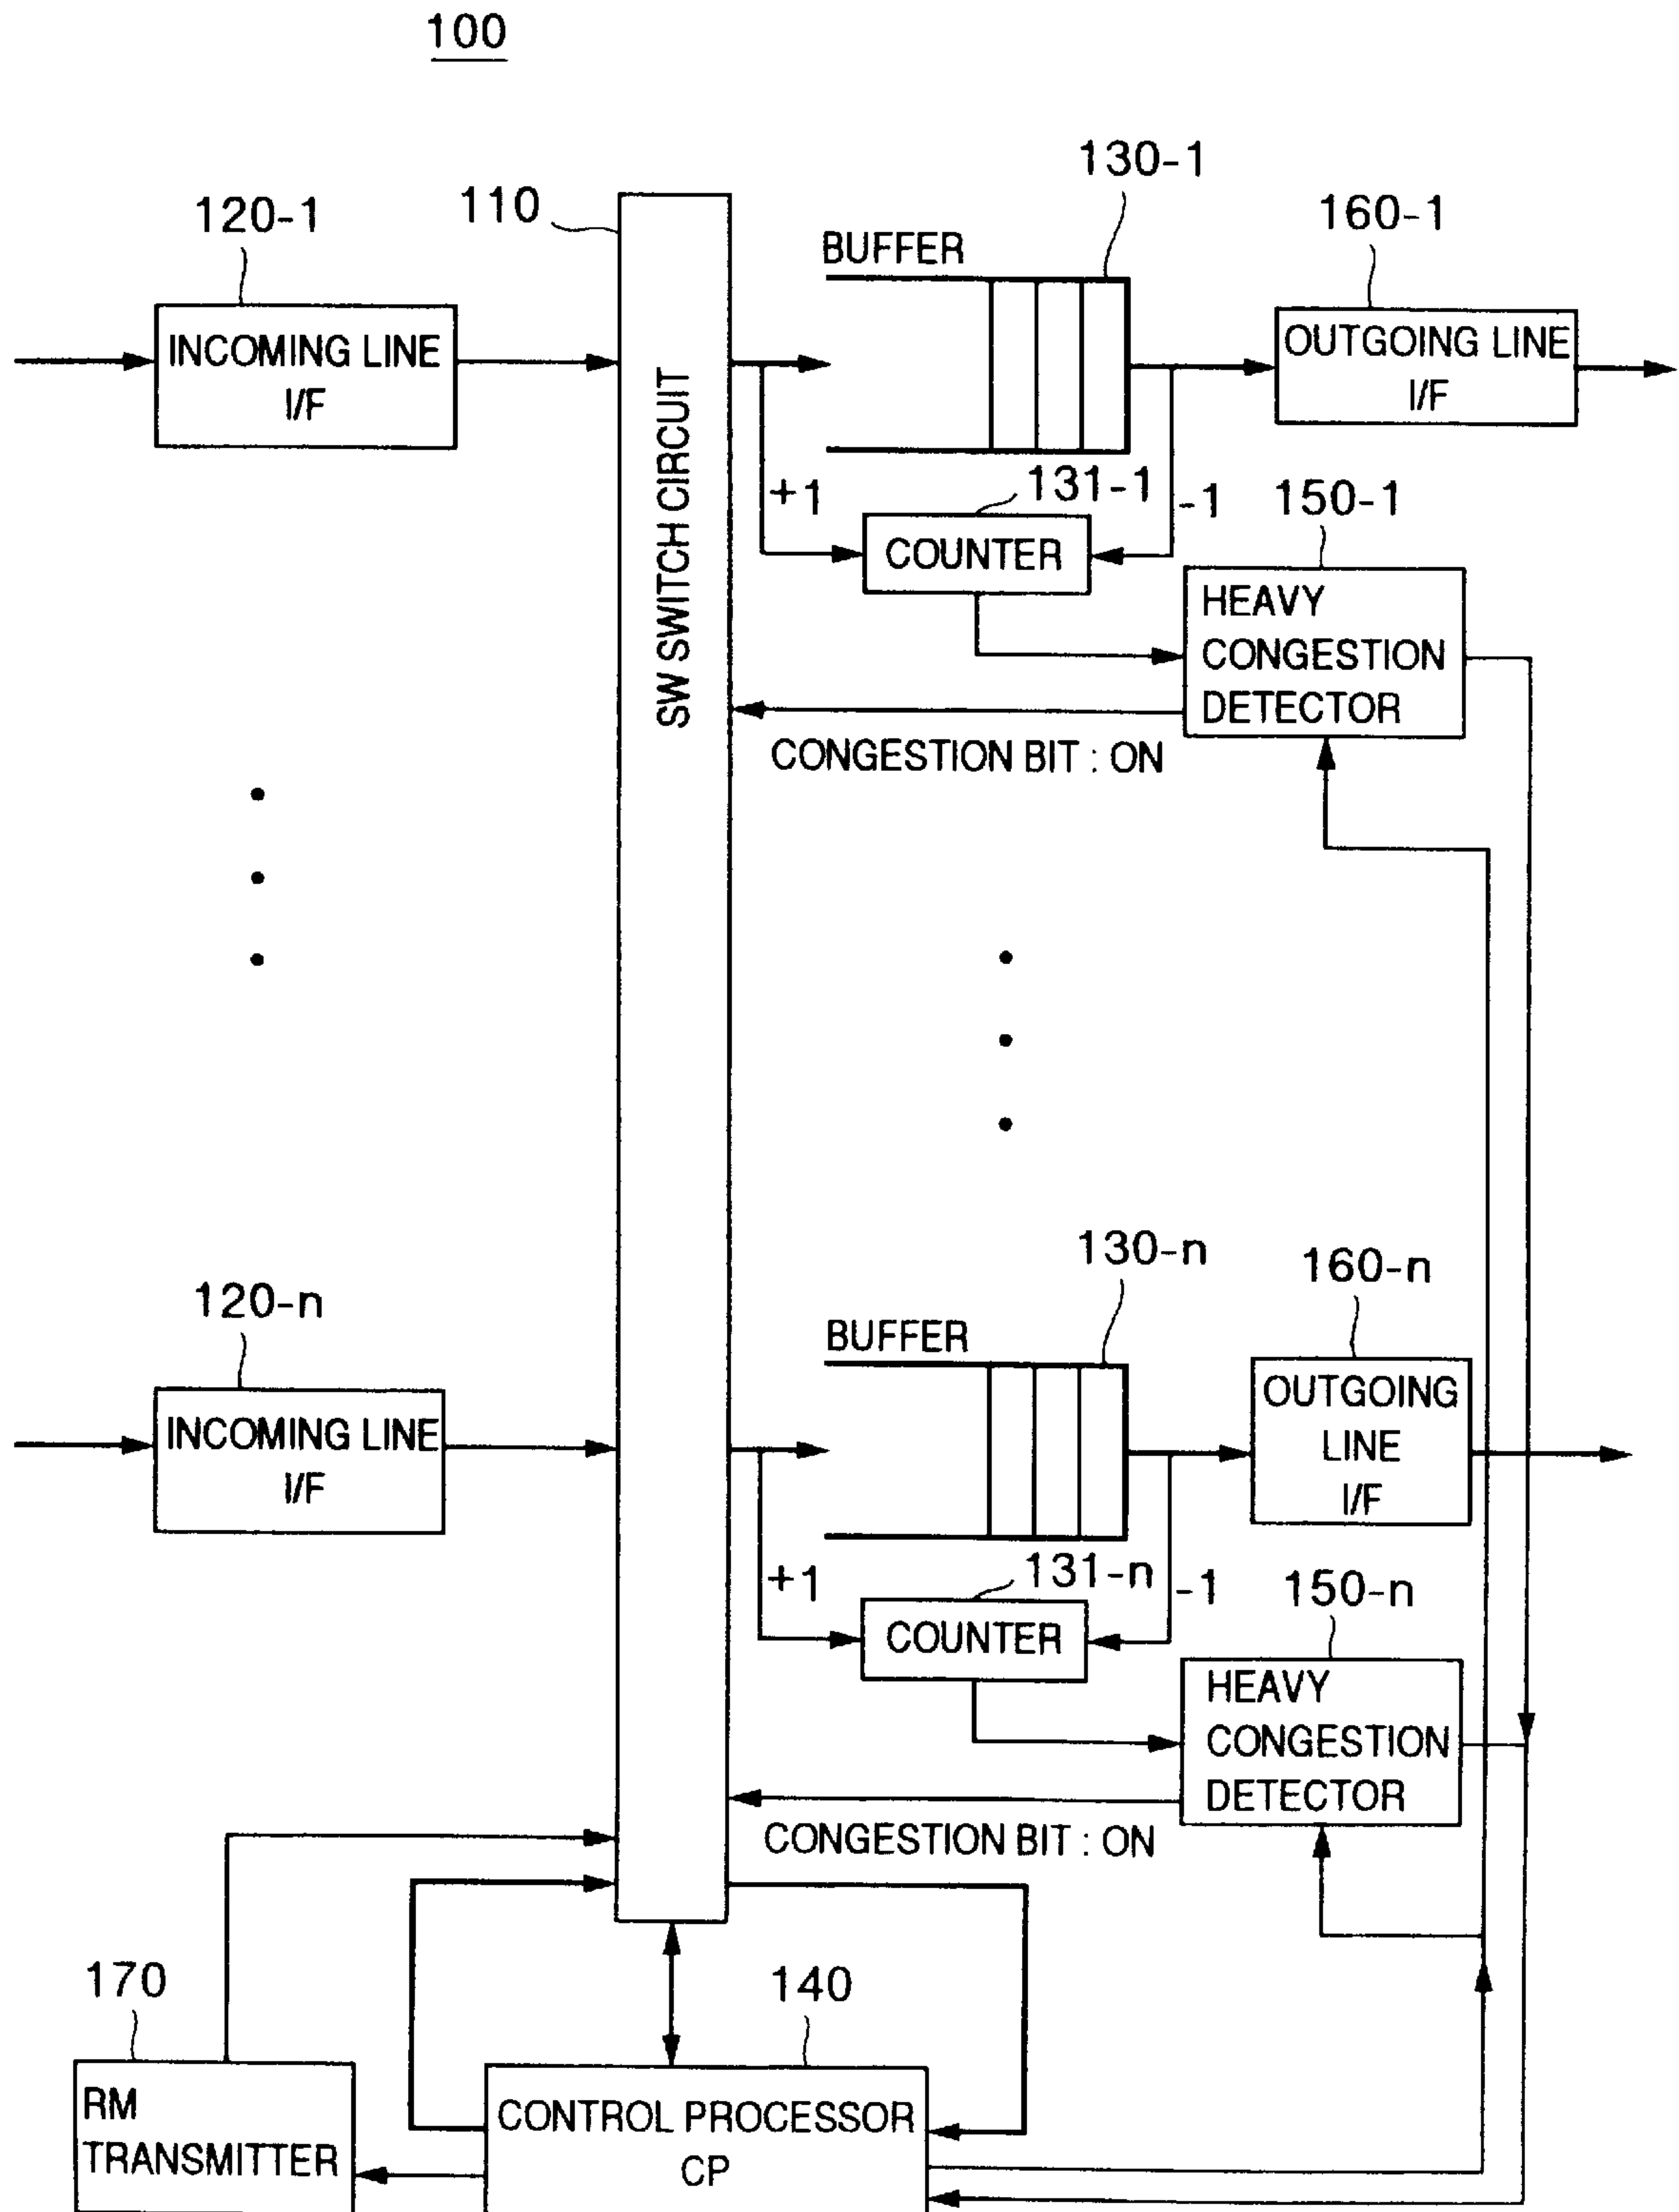 100
130-1
120-1
110
160-1
BUFFER
INCOMING LINE
I/F
SW SWITCH CIRCUIT
OUTGOING LINE
I/F
+1
131-1
-1
150-1
COUNTER
HEAVY
CONGESTION
DETECTOR
CONGESTION BIT : ON
130-n
120-n
160-n
BUFFER
INCOMING LINE
I/F
OUTGOING
LINE
I/F
+1
131-n
-1
150-n
COUNTER
HEAVY
CONGESTION
DETECTOR
CONGESTION BIT : ON
170
140
RM
TRANSMITTER
CONTROL PROCESSOR
CP